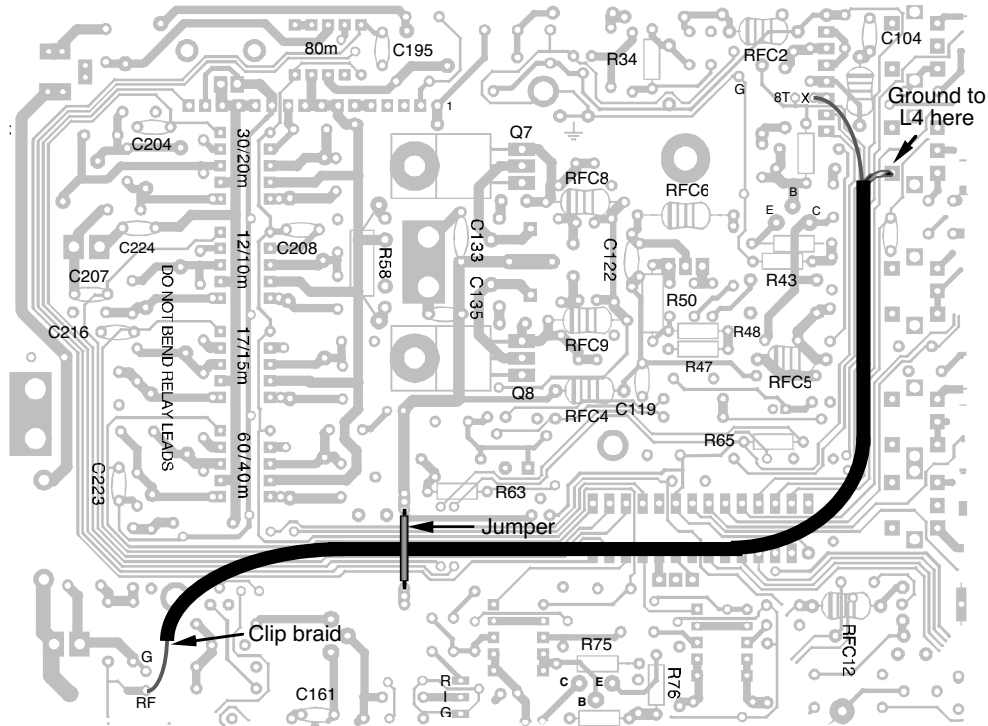 80m
C195
R34
RFC2
C104
1
G
8T
X
Ground to
L4 here
C204
30/20m
Q7
RFC8
RFC6
B
E
C
C224
12/10m
C208
R58
C133
C122
C207
R43
DO NOT BEND RELAY LEADS
C135
R50
C216
17/15m
RFC9
R48
R47
RFC5
Q8
RFC4
C119
60/40m
R65
C223
R63
Jumper
Clip braid
G
RF
C161
R
I
G
R75
C
E
B
R76
RFC12